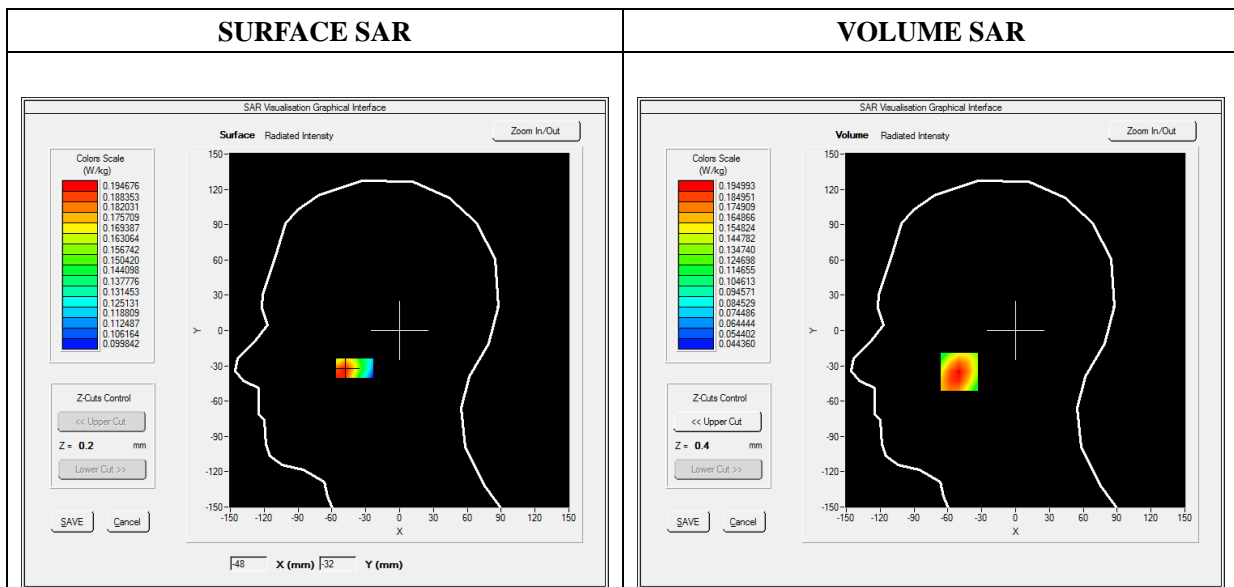 SURFACE SAR
VOLUME SAR
SAR Visualisation Graphical Interface
Surface Radiated Intensity
Zoom In/Out
Colors Scale
(W/kg)
0.194676
0.188353
0.182031
0.175709
0.169387
0.163064
0.156742
0.150420
0.144098
0.137776
0.131453
0.125131
0.118809
0.112487
0.106164
0.099842
Z-Cuts Control
<< Upper Cut
Z = 0.2 mm
Lower Cut >>
SAVE Cancel
150
120
90
60
30
0
-30
-60
-90
-120
-150
Y
-150 -120 -90 -60 -30 0 30 60 90 120 150
X
-48 X (mm) -32 Y (mm)
SAR Visualisation Graphical Interface
Volume Radiated Intensity
Zoom In/Out
Colors Scale
(W/kg)
0.194993
0.184951
0.174909
0.164866
0.154824
0.144782
0.134740
0.124698
0.114655
0.104613
0.094571
0.084529
0.074486
0.064444
0.054402
0.044360
Z-Cuts Control
<< Upper Cut
Z = 0.4 mm
Lower Cut >>
SAVE Cancel
150
120
90
60
30
0
-30
-60
-90
-120
-150
Y
-150 -120 -90 -60 -30 0 30 60 90 120 150
X